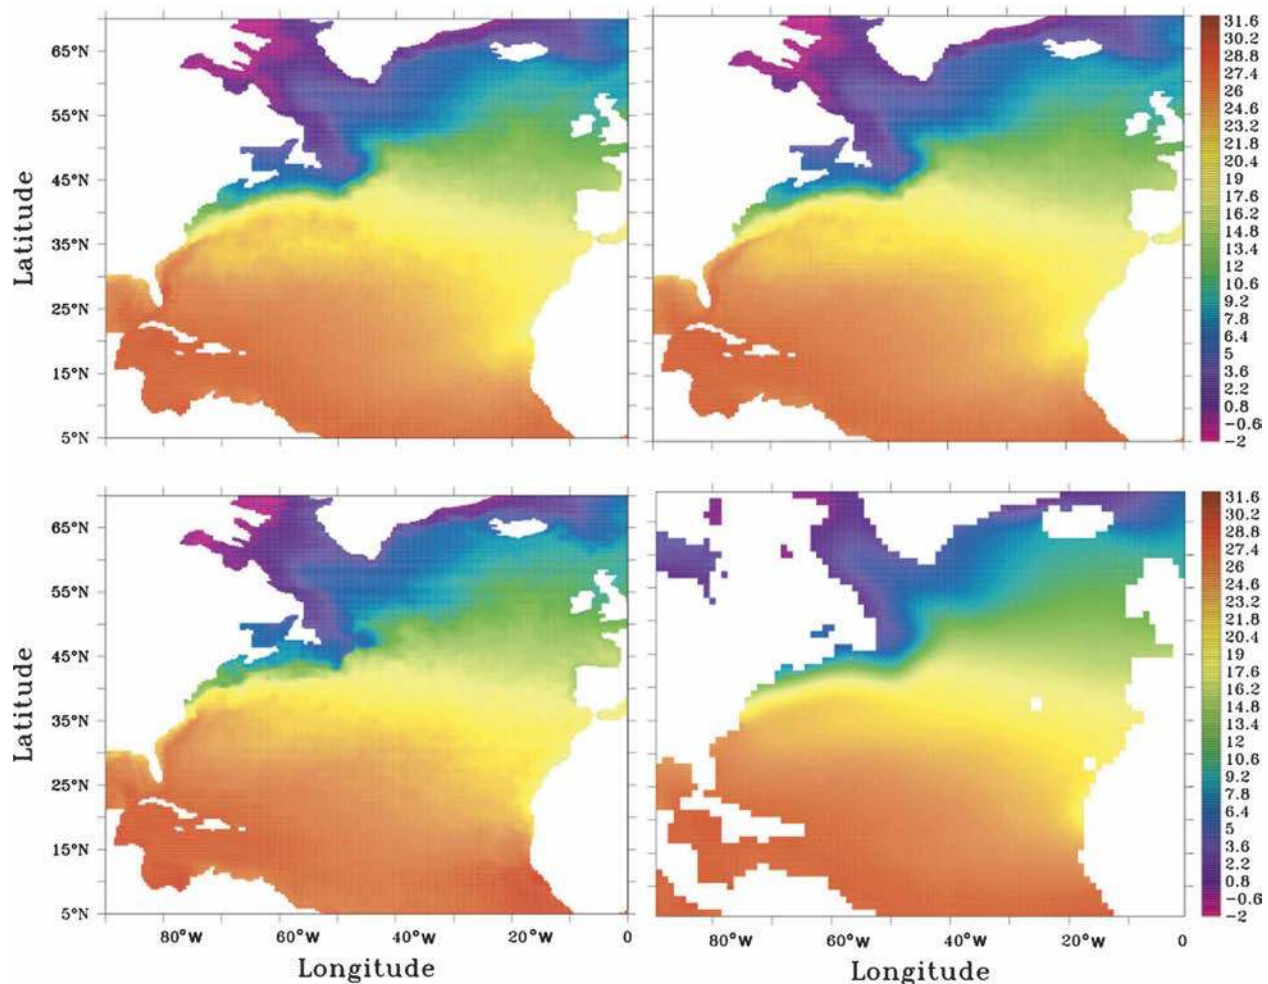 65°N
55°N
45°N
35°N
25°N
15°N
5°N
Latitude
31.6
30.2
28.8
27.4
26
24.6
23.2
21.8
20.4
19
17.6
16.2
14.8
13.4
12
10.6
9.2
7.8
6.4
5
3.6
2.2
0.8
-0.6
-2
65°N
55°N
45°N
35°N
25°N
15°N
5°N
Latitude
80°W
60°W
40°W
20°W
0
Longitude
80°W
60°W
40°W
20°W
0
Longitude
31.6
30.2
28.8
27.4
26
24.6
23.2
21.8
20.4
19
17.6
16.2
14.8
13.4
12
10.6
9.2
7.8
6.4
5
3.6
2.2
0.8
-0.6
-2